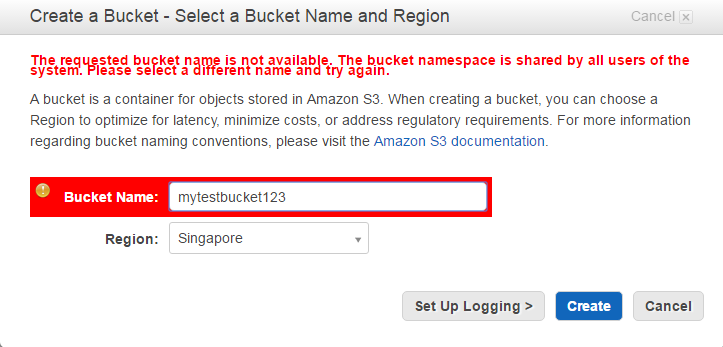 Create a Bucket - Select a Bucket Name and Region
Cancel
The requested bucket name is not available. The bucket namespace is shared by all users of the
system. Please select a different name and try again.
A bucket is a container for objects stored in Amazon S3. When creating a bucket, you can choose a
Region to optimize for latency, minimize costs, or address regulatory requirements. For more information
regarding bucket naming conventions, please visit the Amazon S3 documentation.
Bucket Name: mytestbucket123
Region: Singapore
Set Up Logging >
Create
Cancel